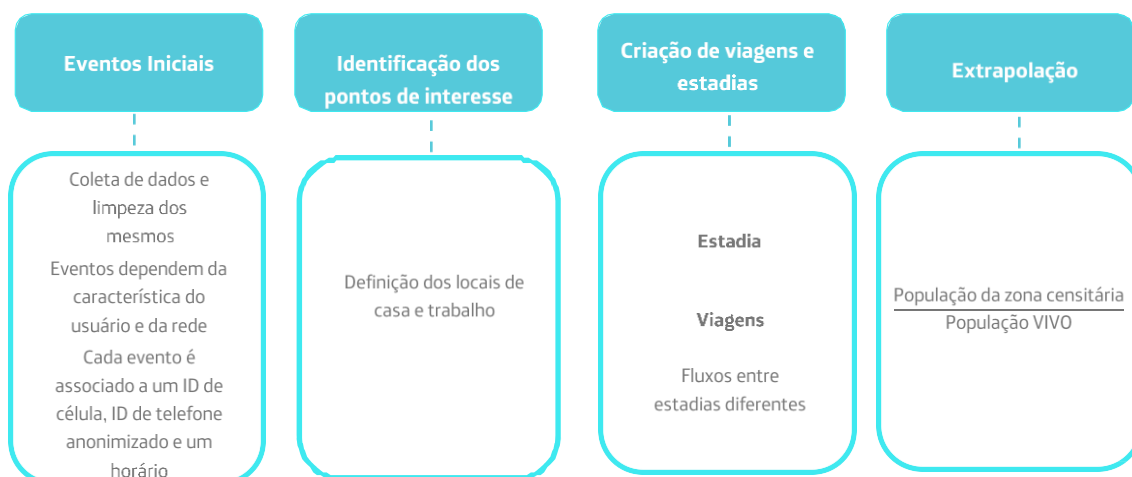 Eventos Iniciais
Coleta de dados e
limpeza dos
mesmos
Eventos dependem da
característica do
usuário e da rede
Cada evento é
associado a um ID de
célula, ID de telefone
anonimizado e um
horário
Identificação dos
pontos de interesse
Definição dos locais de
casa e trabalho
Criação de viagens e
estadias
Estadia
Viagens
Fluxos entre
estadias diferentes
Extrapolação
População da zona censitária
População VIVO